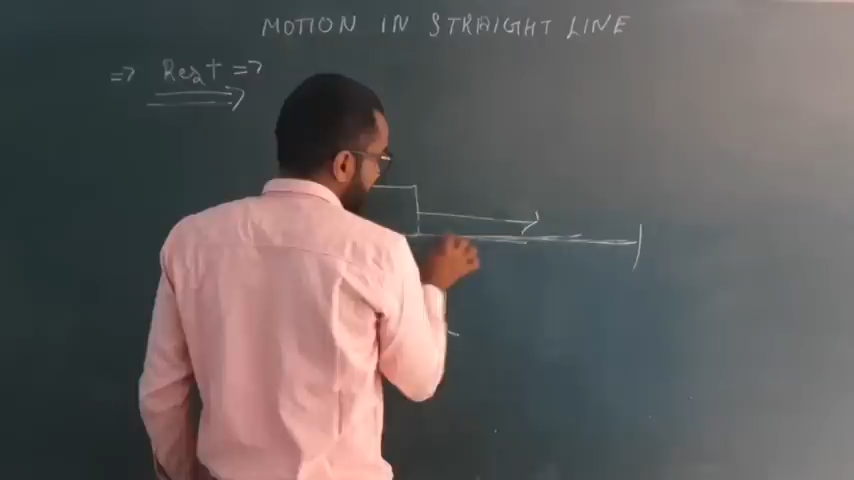 MOTION IN STRAIGHT LINE
⇒ Rest ⇒